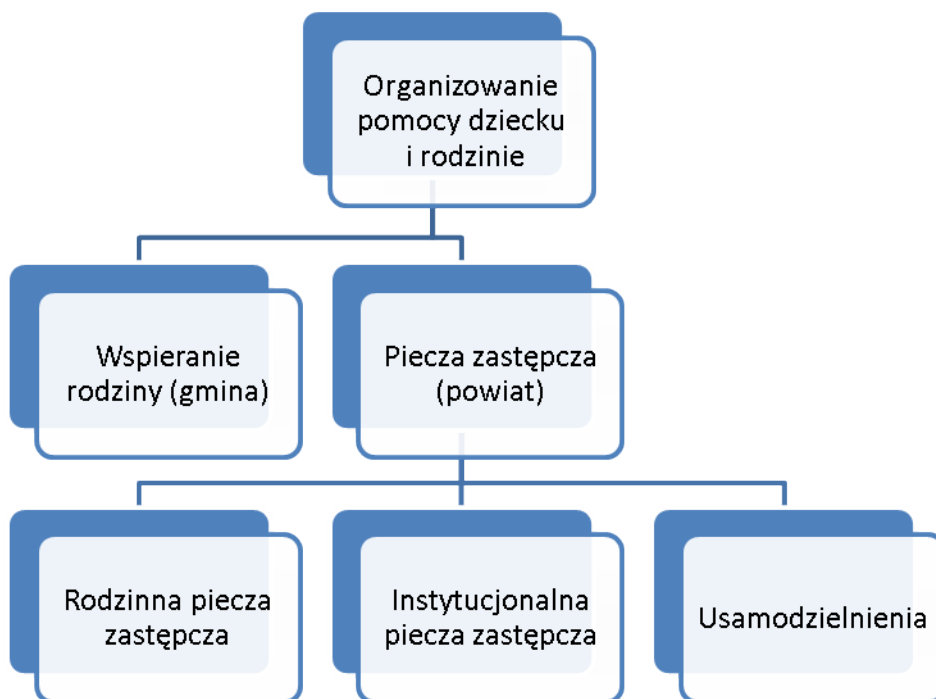 Organizowanie
pomocy dziecku
i rodzinie
Wspieranie
rodziny (gmina)
Piecza zastępcza
(powiat)
Rodzinna piecza
zastępcza
Instytucjonalna
piecza zastępcza
Usamodzielnienia